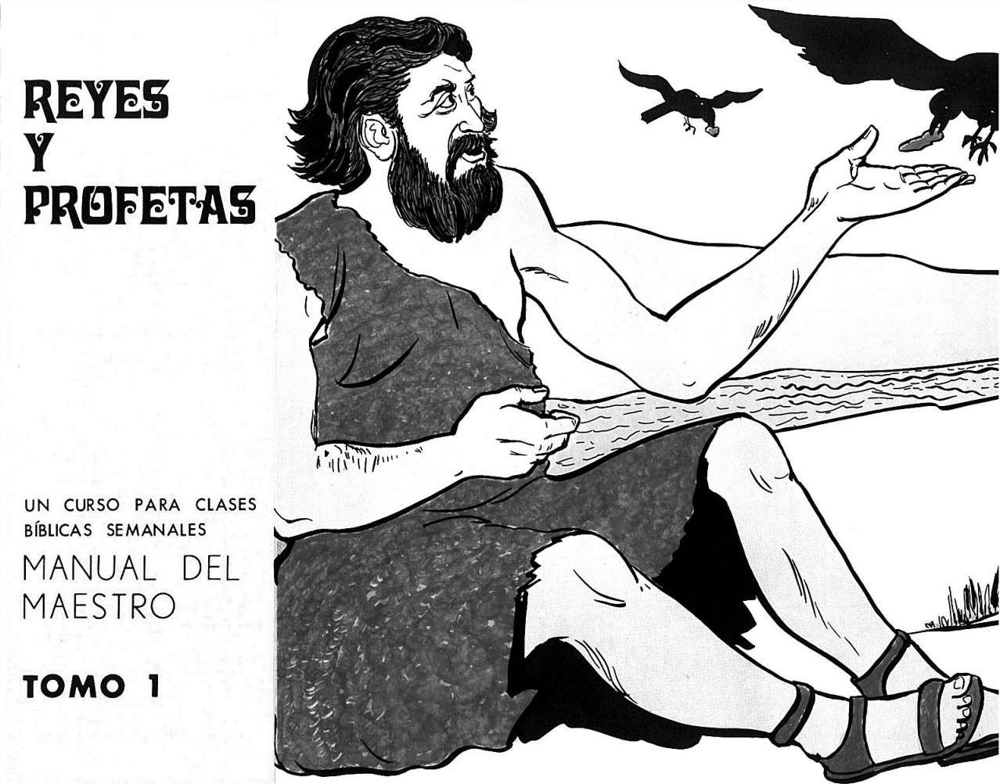 REYES
Y
PROFETAS
UN CURSO PARA CLASES
BÍBLICAS SEMANALES
MANUAL DEL
MAESTRO
TOMO 1